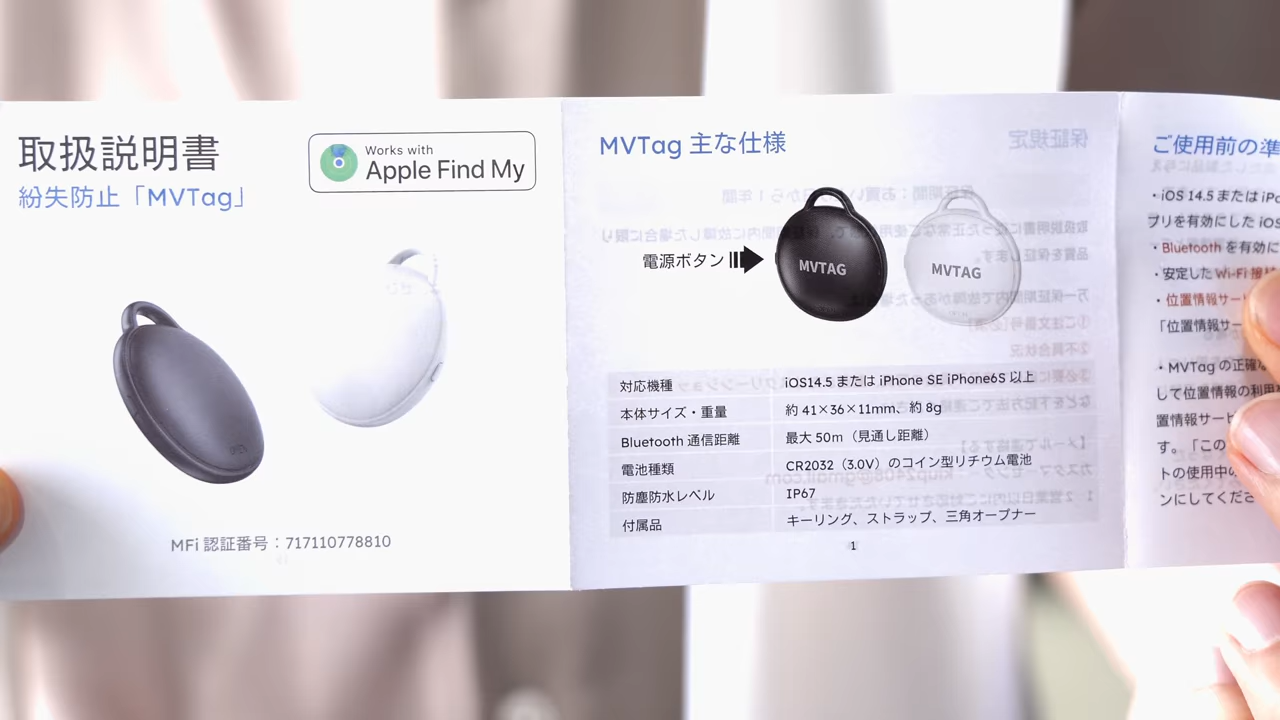 取扱説明書
紛失防止「MVTag」
Works with
Apple Find My
MFi 認証番号：717110778810
MVTag 主な仕様
電源ボタン
MVTAG
MVTAG
対応機種 iOS14.5 または iPhone SE iPhone6S 以上
本体サイズ・重量 約 41×36×11mm、約 8g
Bluetooth 通信距離 最大 50m（見通し距離）
電池種類 CR2032（3.0V）のコイン型リチウム電池
防塵防水レベル IP67
付属品 キーリング、ストラップ、三角オープナー
1
ご使用前の準
・iOS 14.5 または iPa
プリを有効にした iOS
・Bluetooth を有効に
・安定した Wi-Fi 接続
・位置情報サー
「位置情報サー
・MVTag の正確な
して位置情報の利用
置情報サービ
す。「この
トの使用中の
ンにしてくださ